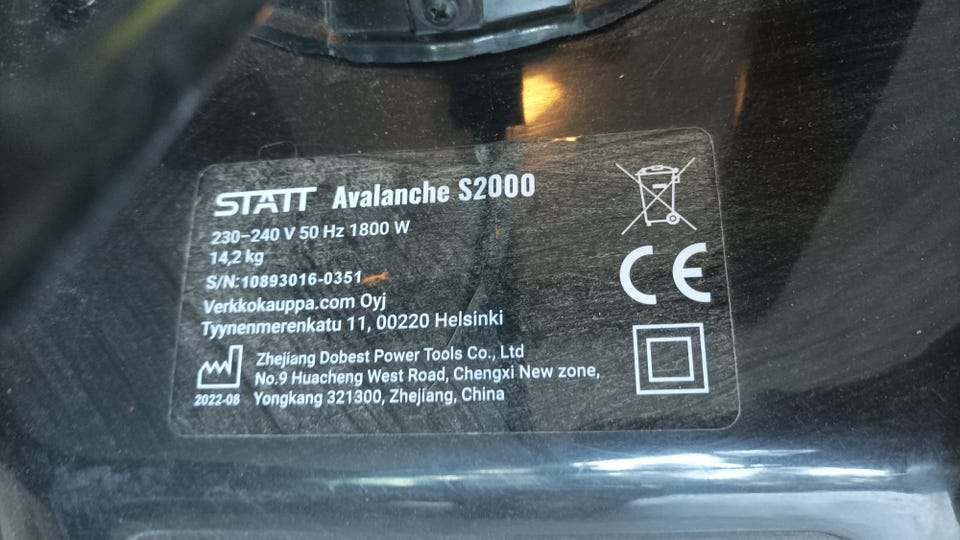 STATT Avalanche S2000
230–240 V 50 Hz 1800 W
14,2 kg
S/N:10893016-0351
Verkkokauppa.com Oyj
Tyynenmerenkatu 11, 00220 Helsinki
Zhejiang Dobest Power Tools Co., Ltd
No.9 Huacheng West Road, Chengxi New zone,
2022-08 Yongkang 321300, Zhejiang, China
CE